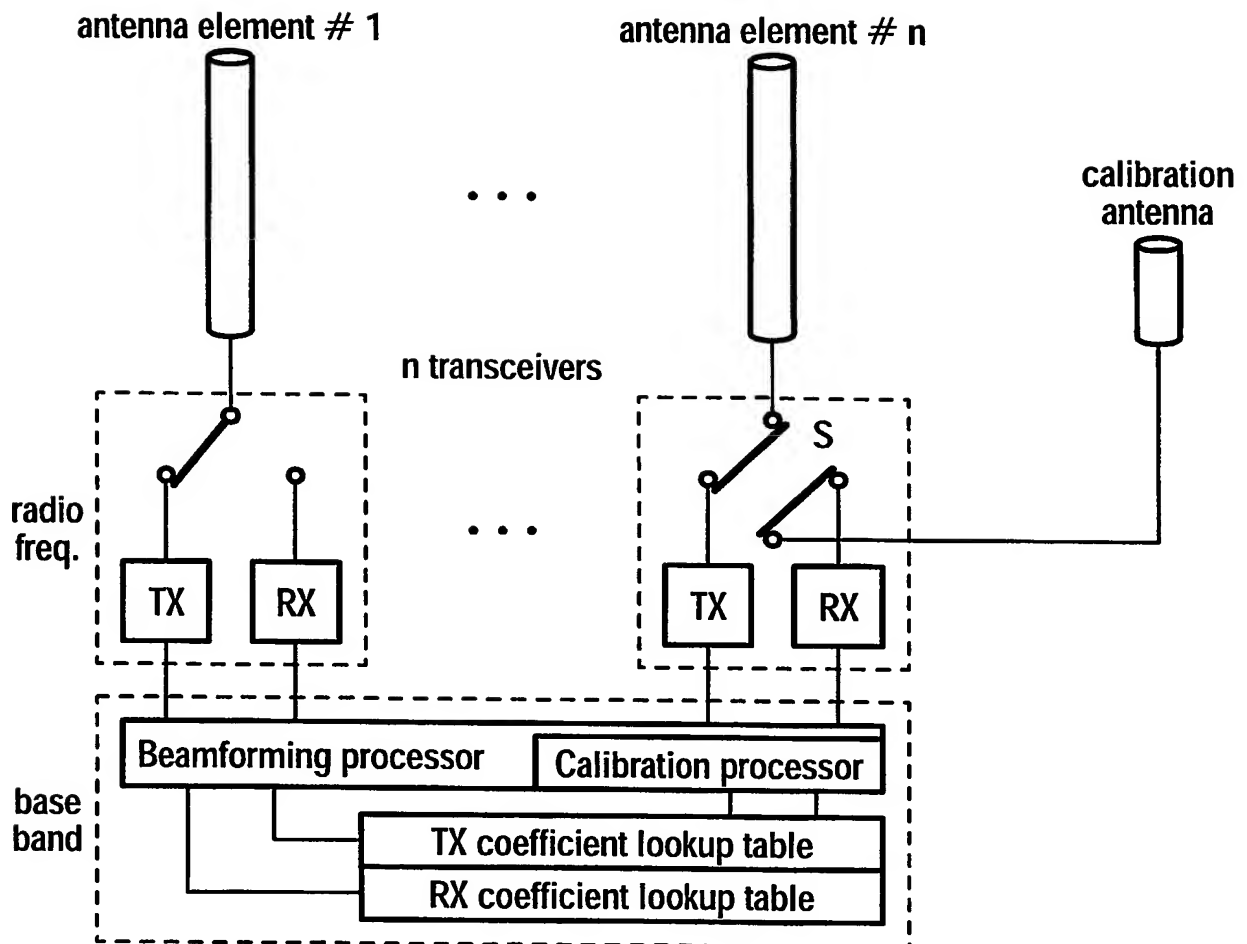 antenna element # 1
antenna element # n
calibration
antenna
. . .
n transceivers
S
radio
freq.
. . .
TX
RX
TX
RX
Beamforming processor
Calibration processor
base
band
TX coefficient lookup table
RX coefficient lookup table